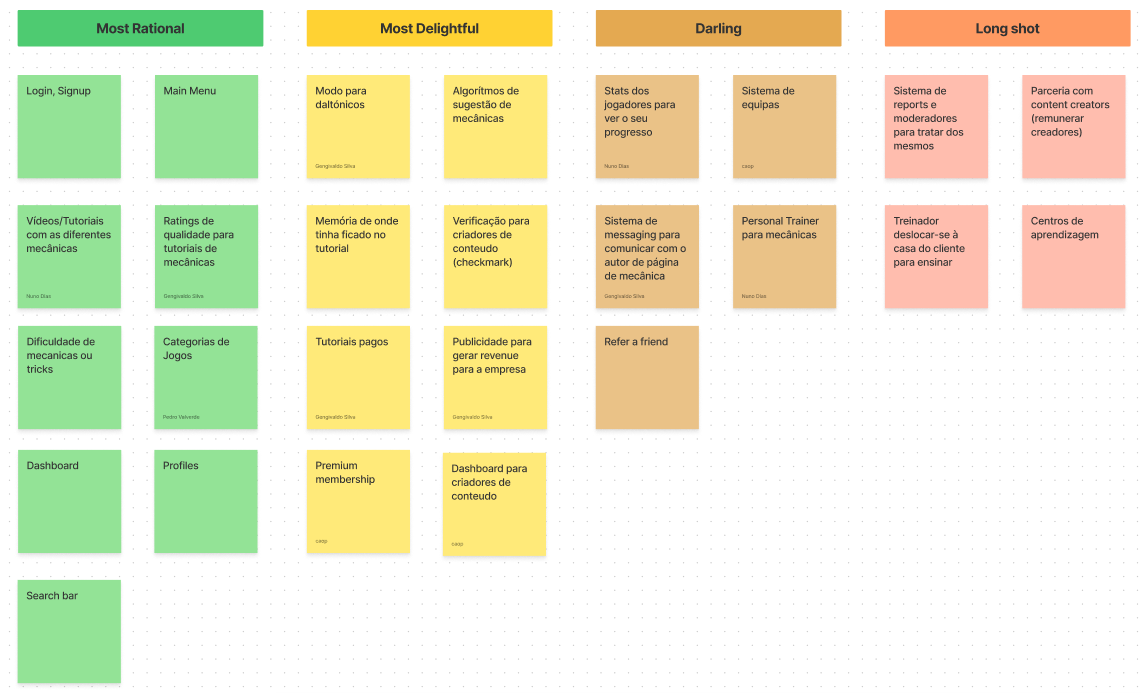 Most Rational
Most Delightful
Darling
Long shot
Login, Signup
Main Menu
Modo para
daltónicos
Gengivaldo Silva
Algorítmos de
sugestão de
mecânicas
Stats dos
jogadores para
ver o seu
progresso
Nuno Dias
Sistema de
equipas
caop
Sistema de
reports e
moderadores
para tratar dos
mesmos
Parceria com
content creators
(remunerar
creadores)
Vídeos/Tutoriais
com as diferentes
mecânicas
Nuno Dias
Ratings de
qualidade para
tutoriais de
mecânicas
Gengivaldo Silva
Memória de onde
tinha ficado no
tutorial
Verificação para
criadores de
conteudo
(checkmark)
Sistema de
messaging para
comunicar com o
autor de página
de mecânica
Gengivaldo Silva
Personal Trainer
para mecânicas
Nuno Dias
Treinador
deslocar-se à
casa do cliente
para ensinar
Centros de
aprendizagem
Dificuldade de
mecanicas ou
tricks
Categorias de
Jogos
Pedro Valverde
Tutoriais pagos
Gengivaldo Silva
Publicidade para
gerar revenue
para a empresa
Gengivaldo Silva
Refer a friend
Dashboard
Profiles
Premium
membership
caop
Dashboard para
criadores de
conteudo
caop
Search bar